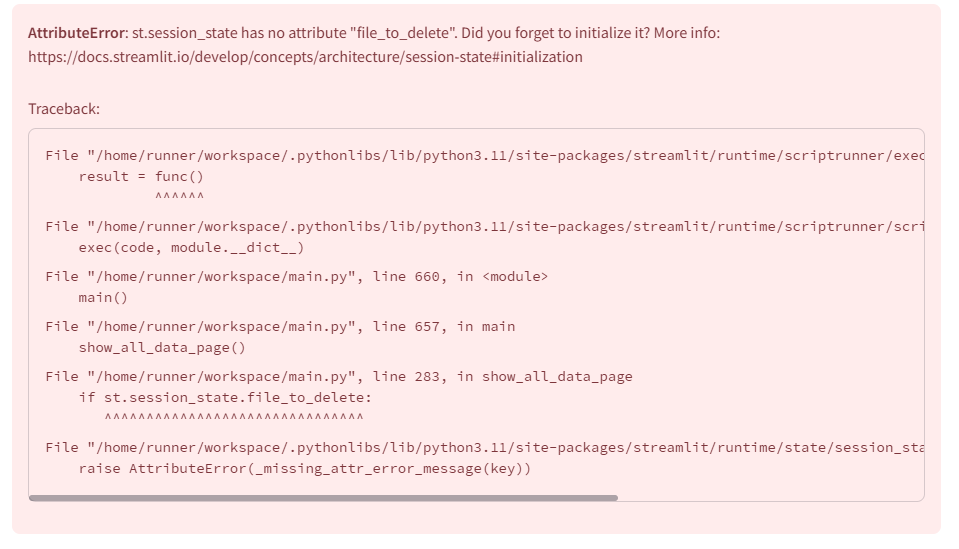 AttributeError: st.session_state has no attribute "file_to_delete". Did you forget to initialize it? More info:
https://docs.streamlit.io/develop/concepts/architecture/session-state#initialization
Traceback:
File "/home/runner/workspace/.pythonlibs/lib/python3.11/site-packages/streamlit/runtime/scriptrunner/exec
    result = func()
             ^^^^^^
File "/home/runner/workspace/.pythonlibs/lib/python3.11/site-packages/streamlit/runtime/scriptrunner/scri
    exec(code, module.__dict__)
File "/home/runner/workspace/main.py", line 660, in <module>
    main()
File "/home/runner/workspace/main.py", line 657, in main
    show_all_data_page()
File "/home/runner/workspace/main.py", line 283, in show_all_data_page
    if st.session_state.file_to_delete:
       ^^^^^^^^^^^^^^^^^^^^^^^^^^^^^^^
File "/home/runner/workspace/.pythonlibs/lib/python3.11/site-packages/streamlit/runtime/state/session_sta
    raise AttributeError(_missing_attr_error_message(key))